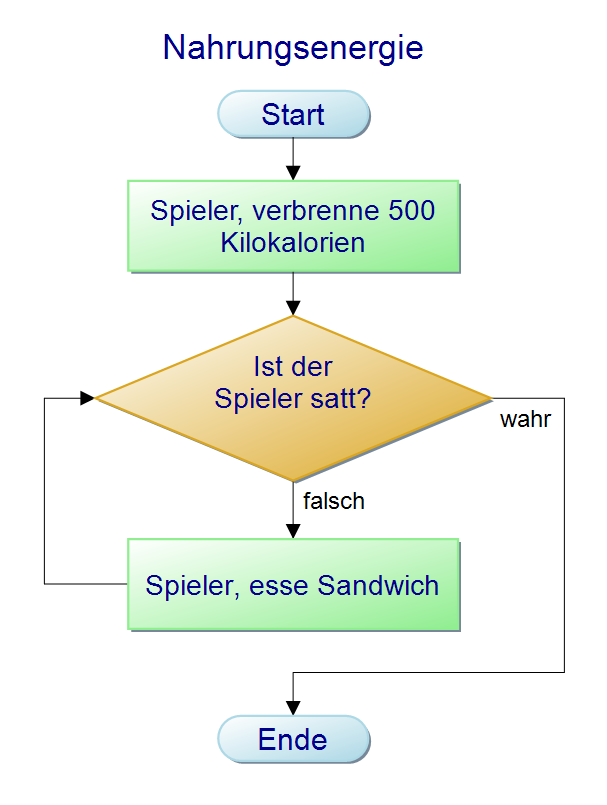 Nahrungsenergie
Start
Spieler, verbrenne 500
Kilokalorien
Ist der
Spieler satt?
wahr
falsch
Spieler, esse Sandwich
Ende